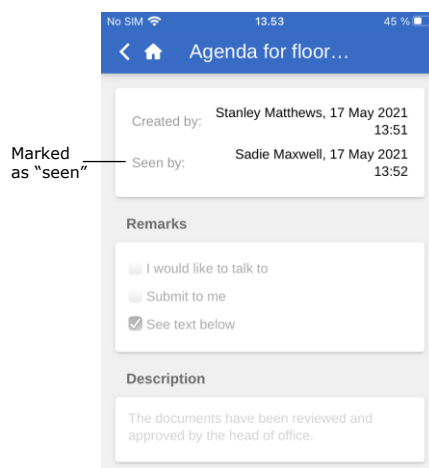 No SIM 13.53 45 %
Agenda for floor…
Created by: Stanley Matthews, 17 May 2021
13:51
Marked
as “seen”
Seen by: Sadie Maxwell, 17 May 2021
13:52
Remarks
I would like to talk to
Submit to me
See text below
Description
The documents have been reviewed and
approved by the head of office.